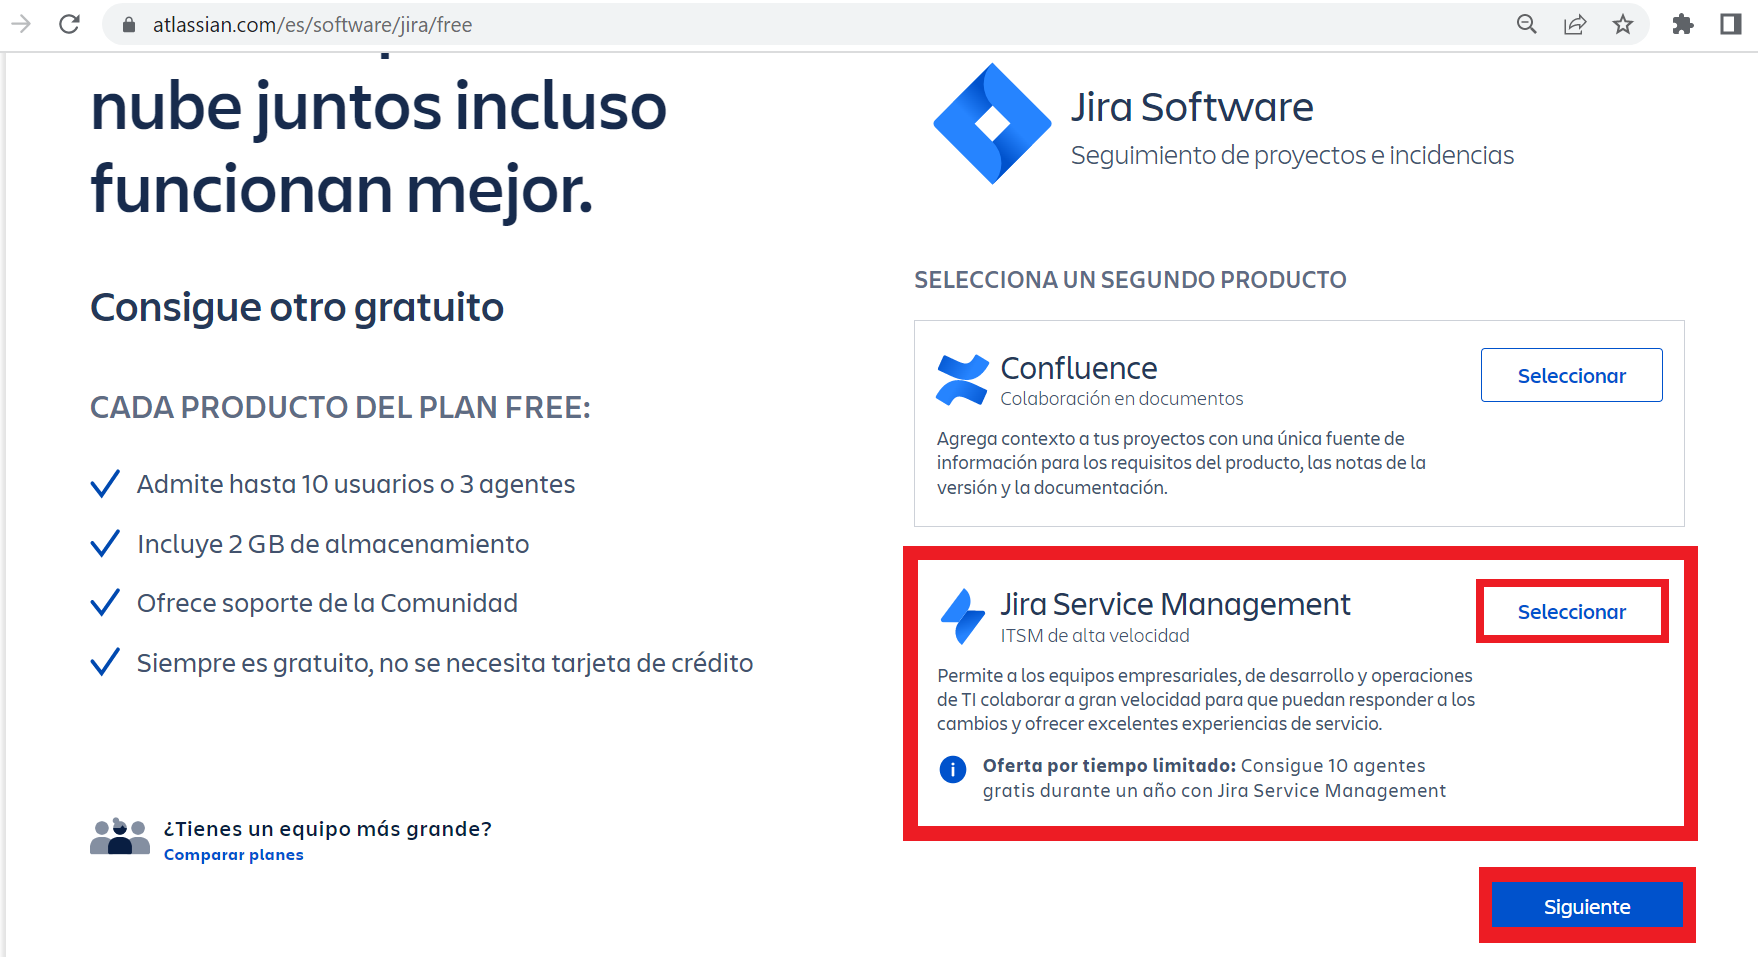 atlassian.com/es/software/jira/free
nube juntos incluso
funcionan mejor.
Consigue otro gratuito
CADA PRODUCTO DEL PLAN FREE:
Admite hasta 10 usuarios o 3 agentes
Incluye 2 GB de almacenamiento
Ofrece soporte de la Comunidad
Siempre es gratuito, no se necesita tarjeta de crédito
¿Tienes un equipo más grande?
Comparar planes
Jira Software
Seguimiento de proyectos e incidencias
SELECCIONA UN SEGUNDO PRODUCTO
Confluence
Colaboración en documentos
Seleccionar
Agrega contexto a tus proyectos con una única fuente de
información para los requisitos del producto, las notas de la
versión y la documentación.
Jira Service Management
ITSM de alta velocidad
Seleccionar
Permite a los equipos empresariales, de desarrollo y operaciones
de TI colaborar a gran velocidad para que puedan responder a los
cambios y ofrecer excelentes experiencias de servicio.
Oferta por tiempo limitado: Consigue 10 agentes
gratis durante un año con Jira Service Management
Siguiente